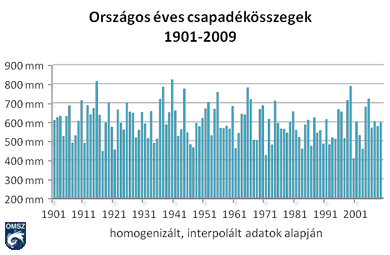 Országos éves csapadékösszegek
1901-2009
900 mm
800 mm
700 mm
600 mm
500 mm
400 mm
300 mm
200 mm
1901 1911 1921 1931 1941 1951 1961 1971 1981 1991 2001
OMSZ
homogenizált, interpolált adatok alapján